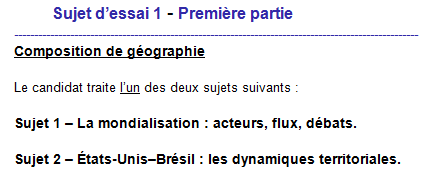 Sujet d'essai 1 - Première partie
Composition de géographie
Le candidat traite l'un des deux sujets suivants :
Sujet 1 – La mondialisation : acteurs, flux, débats.
Sujet 2 – États-Unis–Brésil : les dynamiques territoriales.